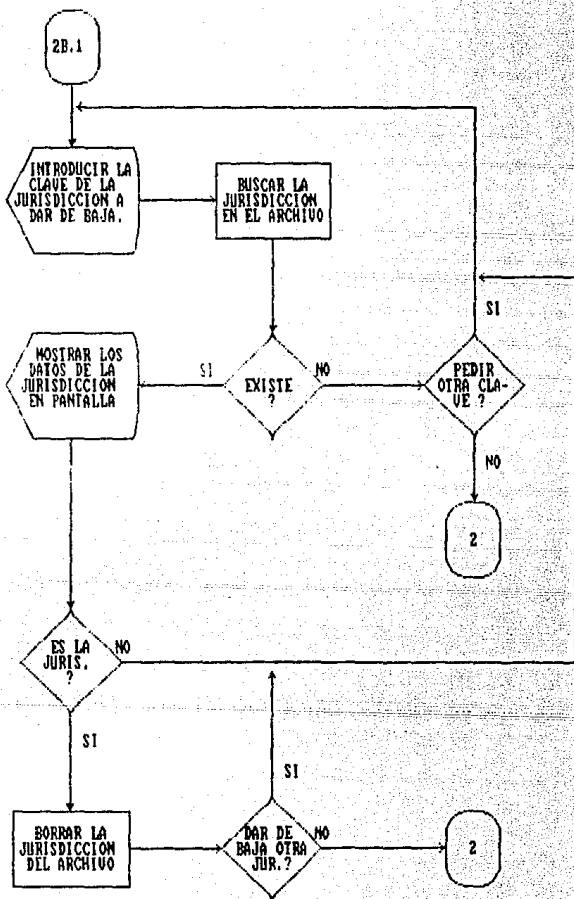 2B.1
INTRODUCIR LA
CLAVE DE LA
JURISDICCION A
DAR DE BAJA.
BUSCAR LA
JURISDICCION
EN EL ARCHIVO
SI
MOSTRAR LOS
DATOS DE LA
JURISDICCION
EN PANTALLA
SI
EXISTE
?
NO
PEDIR
OTRA CLA-
VE ?
NO
2
ES LA
JURIS.
?
NO
SI
SI
BORRAR LA
JURISDICCION
DEL ARCHIVO
DAR DE
BAJA OTRA
JUR.?
NO
2